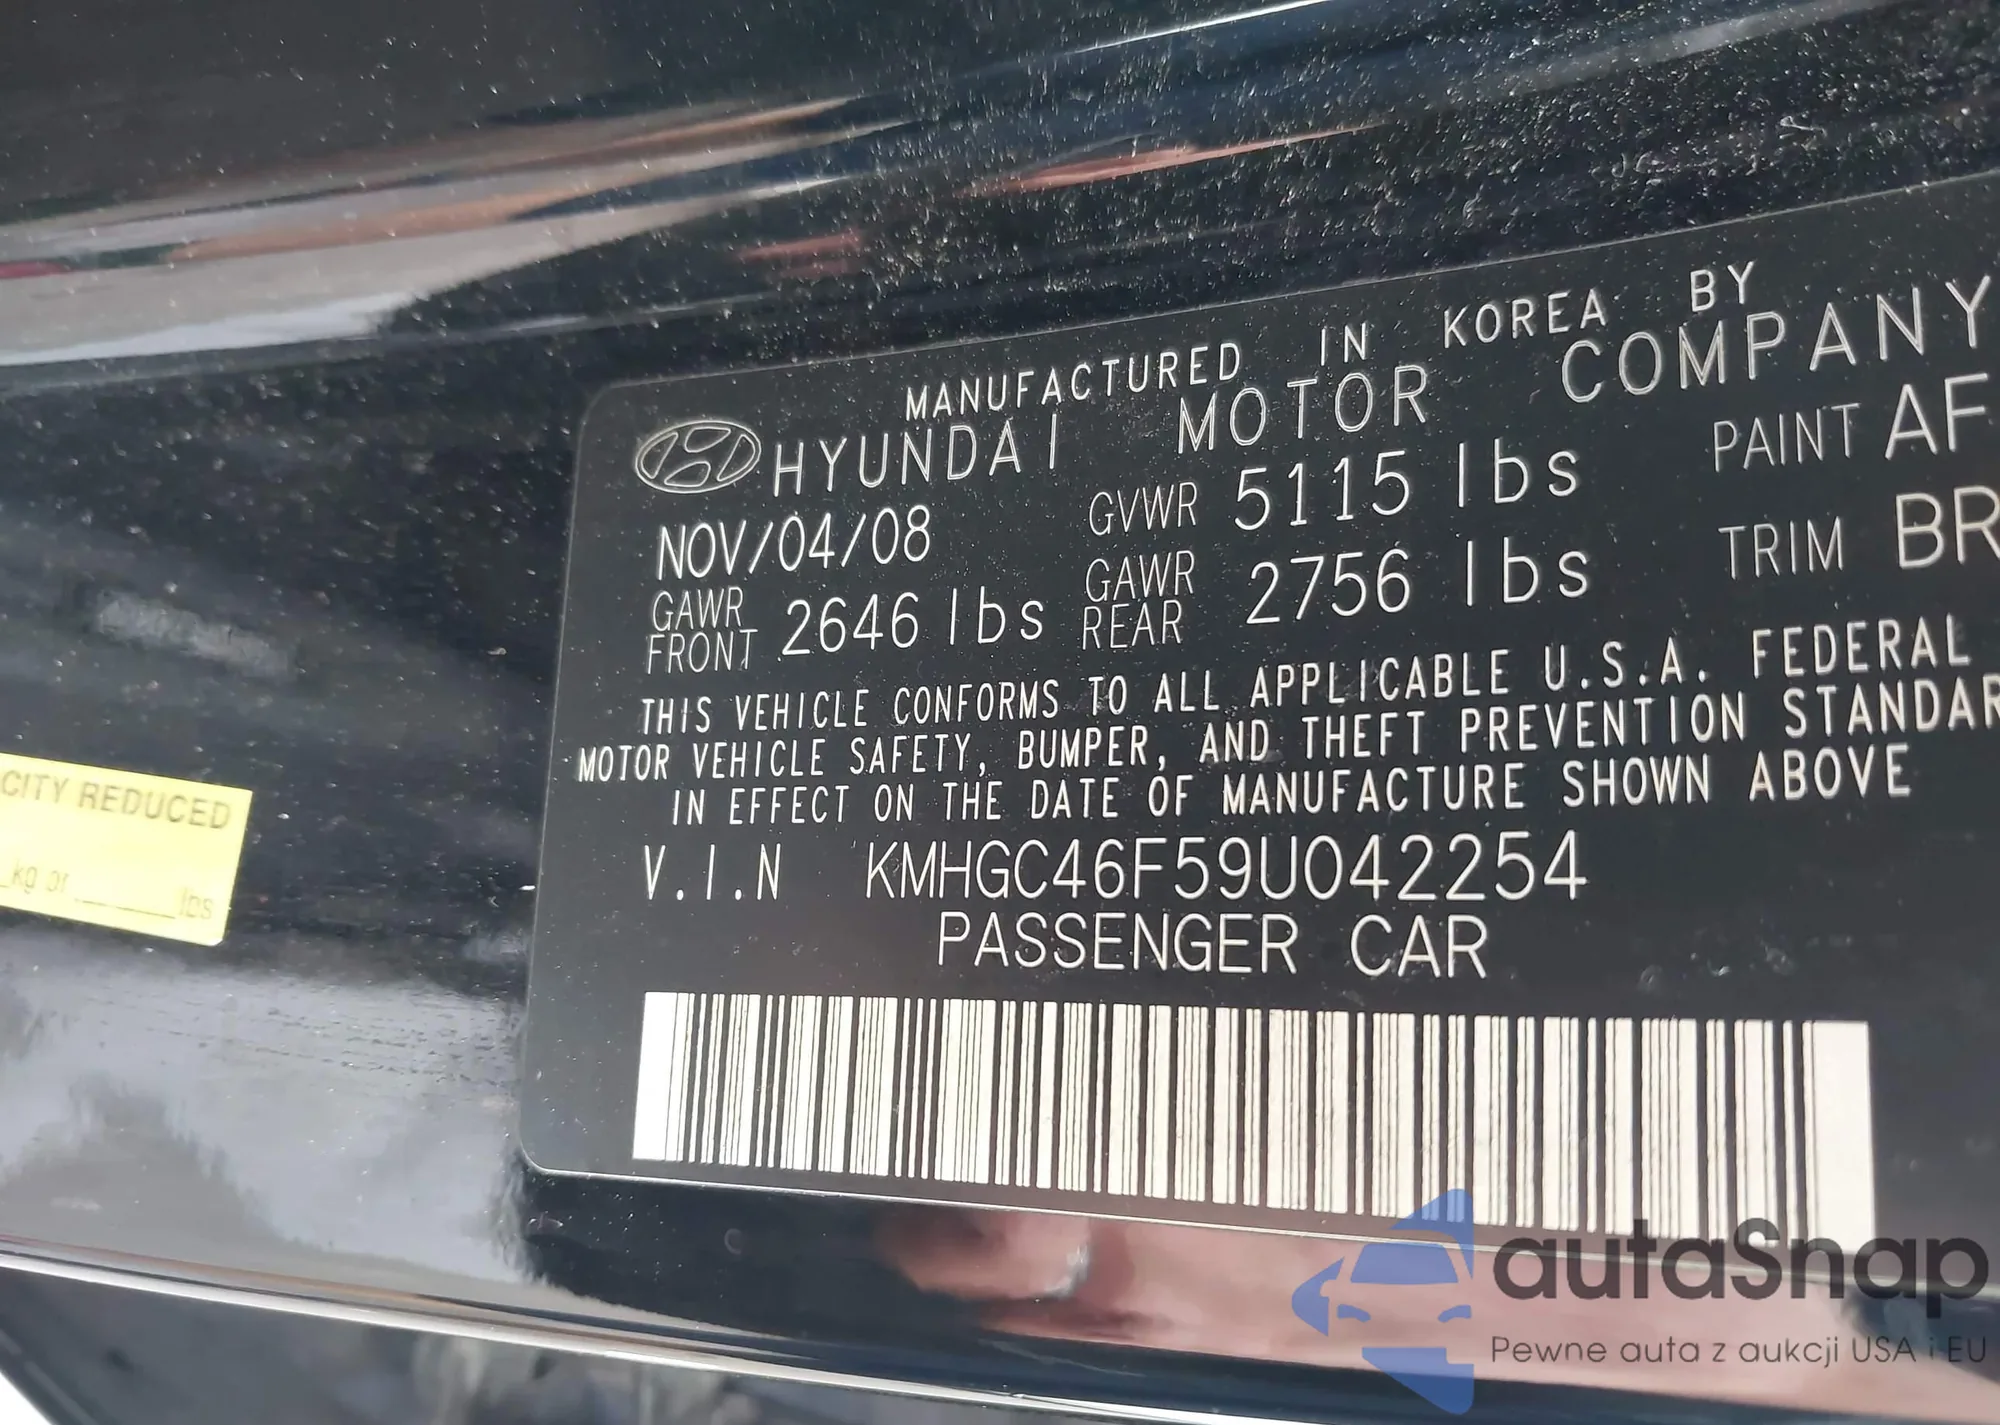 MANUFACTURED IN KOREA BY
HYUNDAI MOTOR COMPANY
NOV/04/08 GVWR 5115 lbs PAINT AF
GAWR FRONT 2646 lbs GAWR REAR 2756 lbs TRIM BR
THIS VEHICLE CONFORMS TO ALL APPLICABLE U.S.A. FEDERAL
MOTOR VEHICLE SAFETY, BUMPER, AND THEFT PREVENTION STANDAR
IN EFFECT ON THE DATE OF MANUFACTURE SHOWN ABOVE
V.I.N KMHGC46F59U042254
PASSENGER CAR
CITY REDUCED
kg or ______ lbs
autaSnap
Pewne auta z aukcji USA i EU